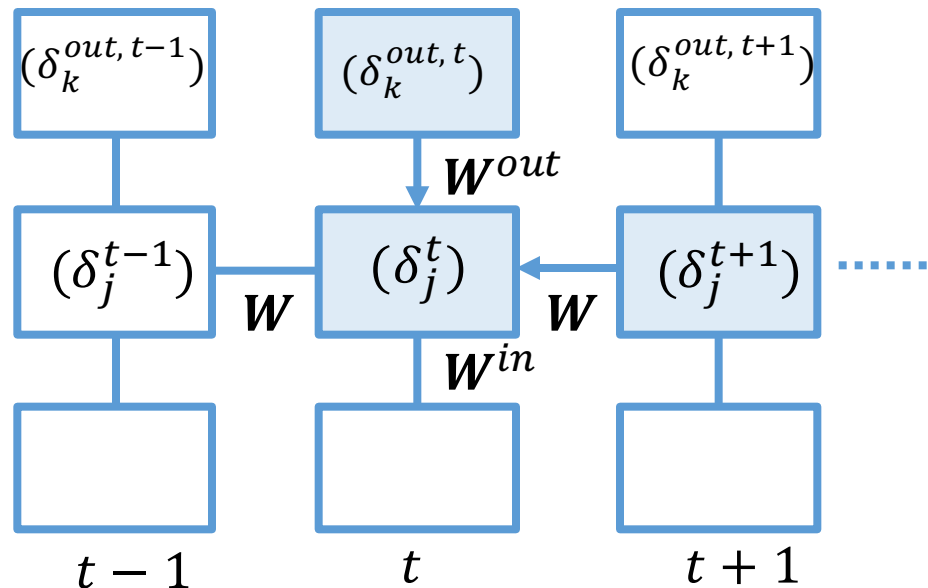 (δ_k^{out, t−1}) (δ_k^{out, t}) (δ_k^{out, t+1})
W^{out}
(δ_j^{t−1}) (δ_j^t) (δ_j^{t+1})
W W
W^{in}
t − 1 t t + 1